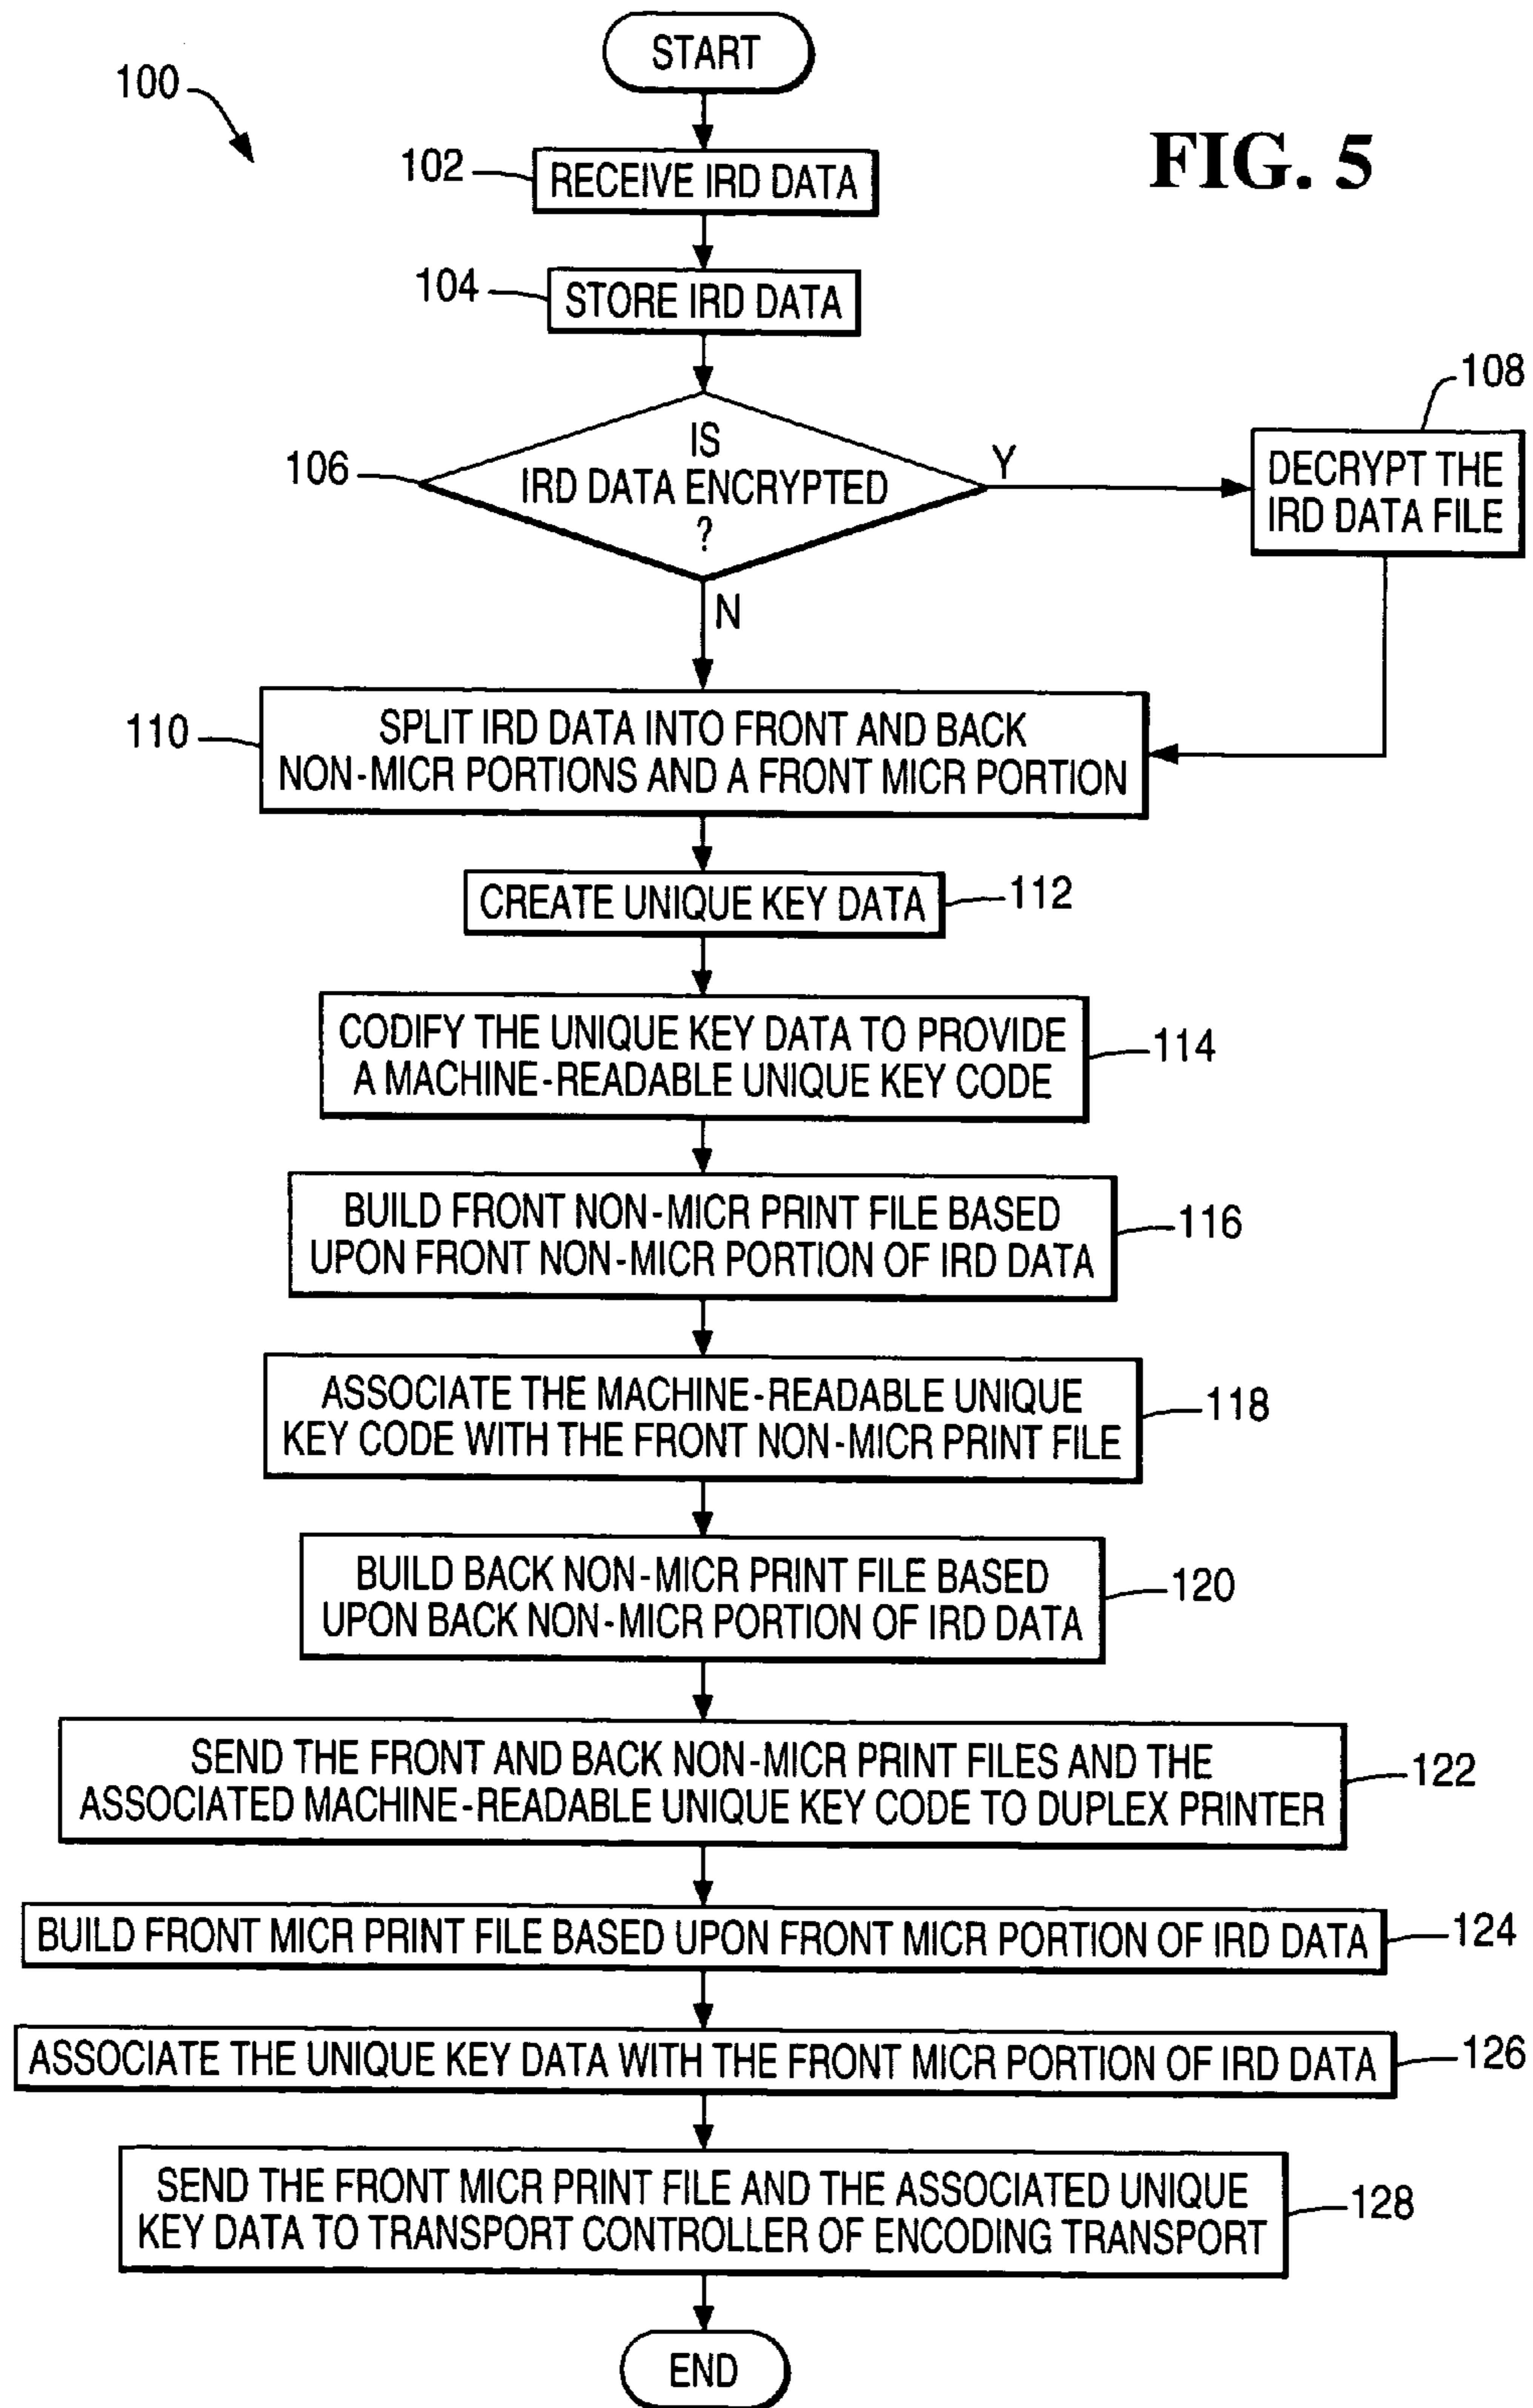 START
100
FIG. 5
102
RECEIVE IRD DATA
104
STORE IRD DATA
106
IS
IRD DATA ENCRYPTED
?
Y
108
DECRYPT THE
IRD DATA FILE
N
110
SPLIT IRD DATA INTO FRONT AND BACK
NON-MICR PORTIONS AND A FRONT MICR PORTION
CREATE UNIQUE KEY DATA
112
CODIFY THE UNIQUE KEY DATA TO PROVIDE
A MACHINE-READABLE UNIQUE KEY CODE
114
BUILD FRONT NON-MICR PRINT FILE BASED
UPON FRONT NON-MICR PORTION OF IRD DATA
116
ASSOCIATE THE MACHINE-READABLE UNIQUE
KEY CODE WITH THE FRONT NON-MICR PRINT FILE
118
BUILD BACK NON-MICR PRINT FILE BASED
UPON BACK NON-MICR PORTION OF IRD DATA
120
SEND THE FRONT AND BACK NON-MICR PRINT FILES AND THE
ASSOCIATED MACHINE-READABLE UNIQUE KEY CODE TO DUPLEX PRINTER
122
BUILD FRONT MICR PRINT FILE BASED UPON FRONT MICR PORTION OF IRD DATA
124
ASSOCIATE THE UNIQUE KEY DATA WITH THE FRONT MICR PORTION OF IRD DATA
126
SEND THE FRONT MICR PRINT FILE AND THE ASSOCIATED UNIQUE
KEY DATA TO TRANSPORT CONTROLLER OF ENCODING TRANSPORT
128
END